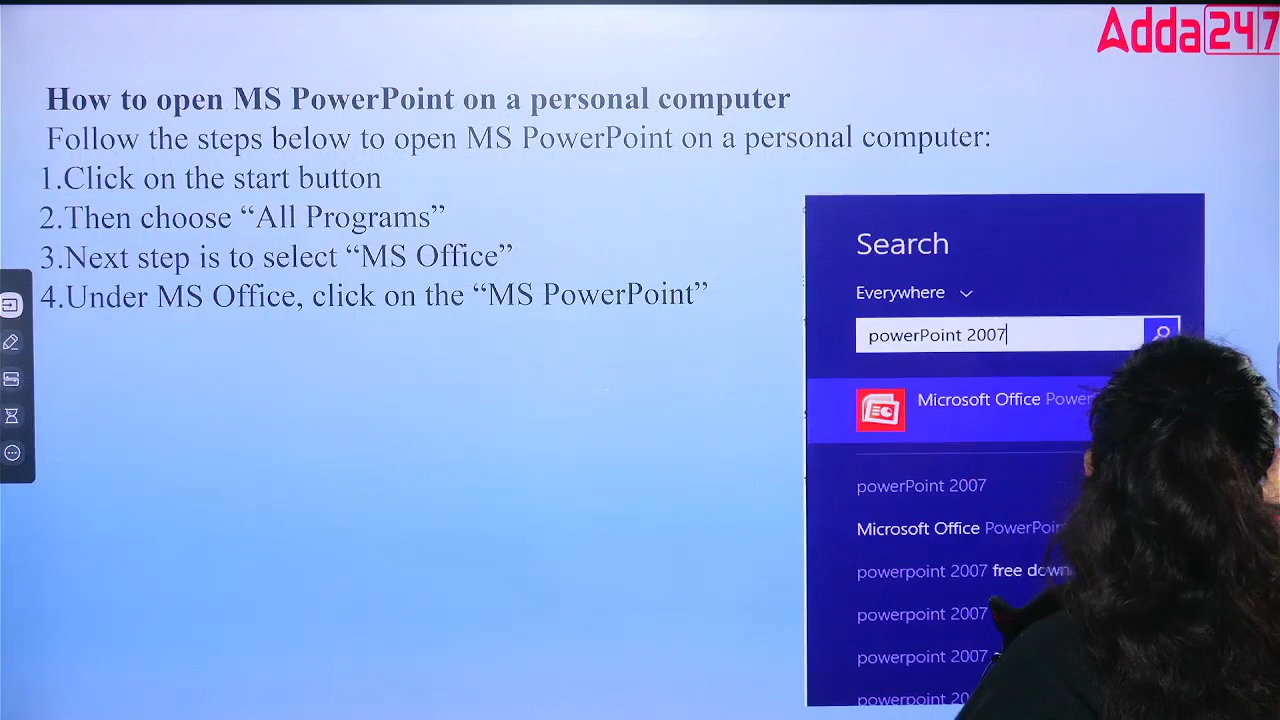 Adda247
How to open MS PowerPoint on a personal computer
Follow the steps below to open MS PowerPoint on a personal computer:
1.Click on the start button
2.Then choose “All Programs”
3.Next step is to select “MS Office”
4.Under MS Office, click on the “MS PowerPoint”
Search
Everywhere
powerPoint 2007
Microsoft Office Power
powerPoint 2007
Microsoft Office PowerPoin
powerpoint 2007 free down
powerpoint 2007
powerpoint 2007
powerpoint 20